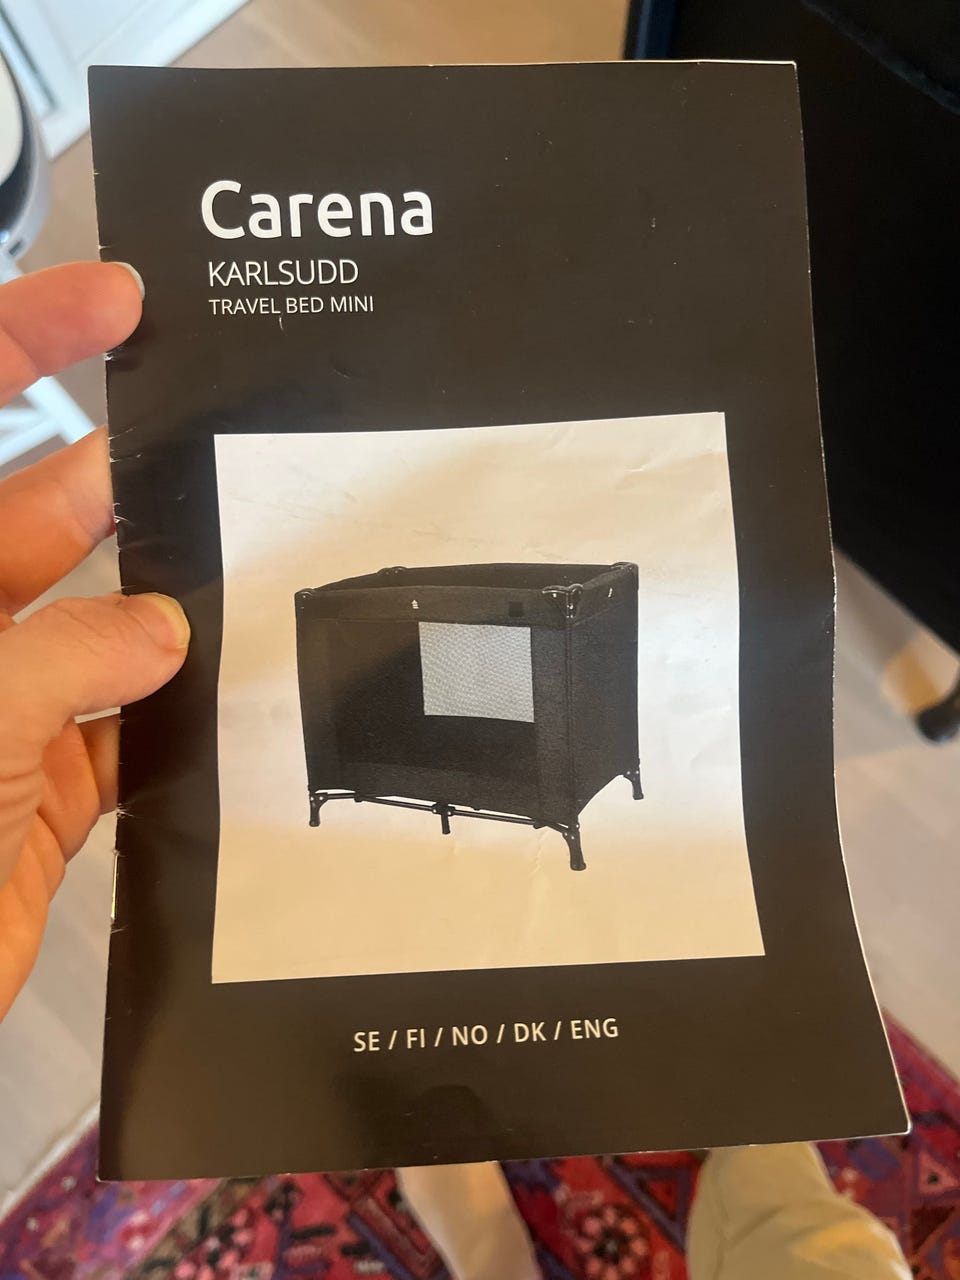 Carena
KARLSUDD
TRAVEL BED MINI
SE / FI / NO / DK / ENG